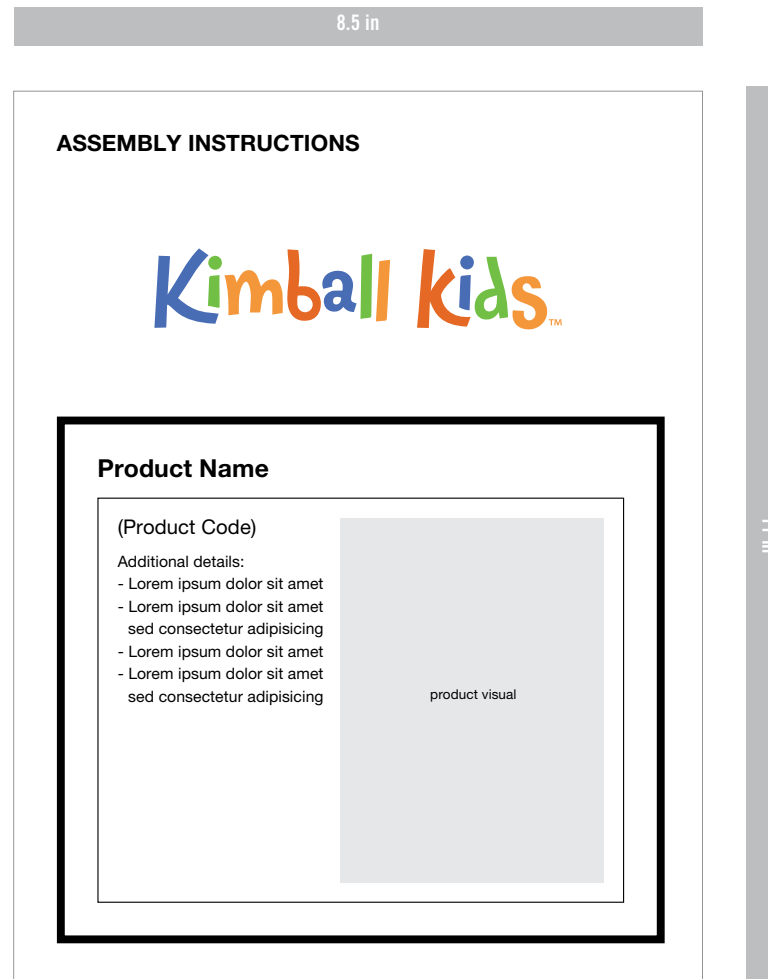 8.5 in
ASSEMBLY INSTRUCTIONS
Kimball kids™
Product Name
(Product Code)
Additional details:
- Lorem ipsum dolor sit amet
- Lorem ipsum dolor sit amet
sed consectetur adipisicing
- Lorem ipsum dolor sit amet
- Lorem ipsum dolor sit amet
sed consectetur adipisicing
product visual